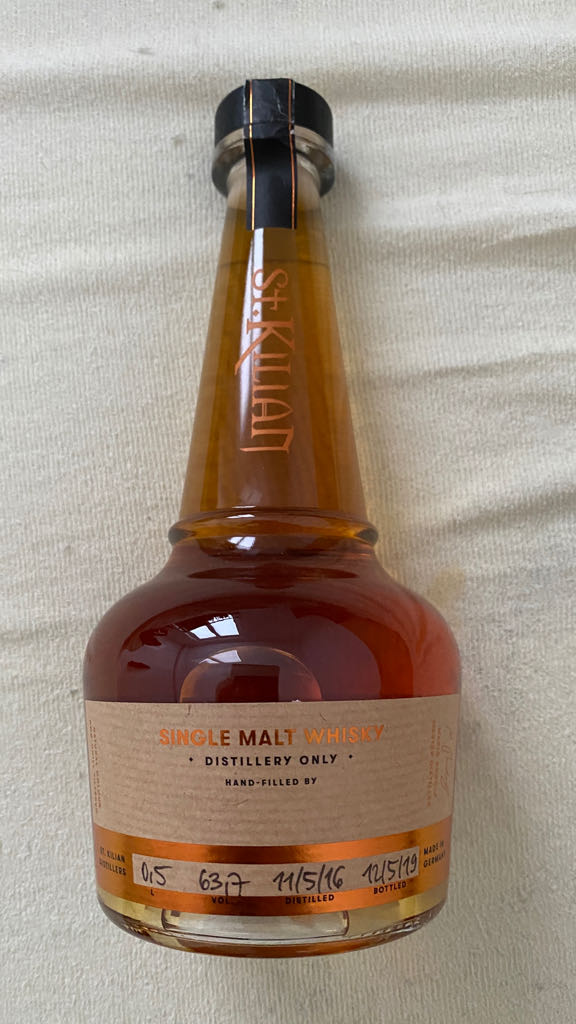 St. KILIAN
SINGLE MALT WHISKY
• DISTILLERY ONLY •
HAND-FILLED BY
ST. KILIAN
DISTILLERS
0,5
L
63,7
VOL.
11/5/16
DISTILLED
12/5/19
BOTTLED
MADE IN
GERMANY